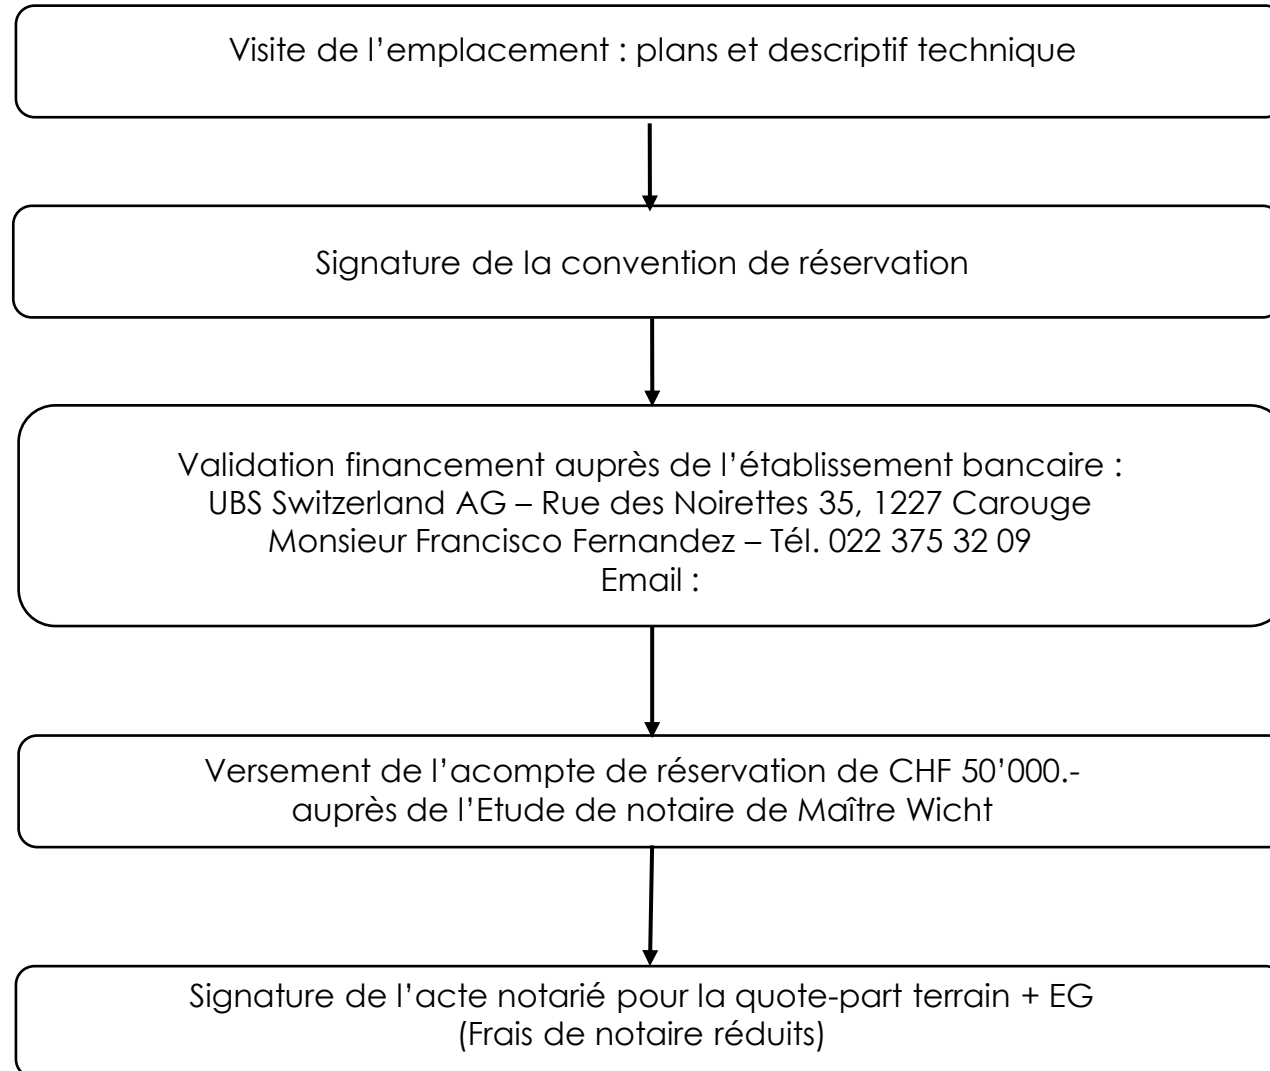 Visite de l’emplacement : plans et descriptif technique
Signature de la convention de réservation
Validation financement auprès de l’établissement bancaire :
UBS Switzerland AG – Rue des Noirettes 35, 1227 Carouge
Monsieur Francisco Fernandez – Tél. 022 375 32 09
Email :
Versement de l’acompte de réservation de CHF 50’000.-
auprès de l’Etude de notaire de Maître Wicht
Signature de l’acte notarié pour la quote-part terrain + EG
(Frais de notaire réduits)